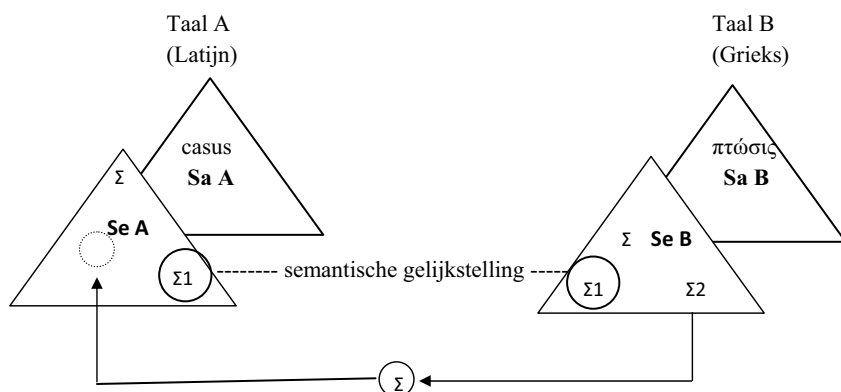 Taal A
(Latijn)
Taal B
(Grieks)
casus
Sa A
πτώσις
Sa B
Σ
Se A
Σ1
semantische gelijkstelling
Σ
Se B
Σ1
Σ2
Σ